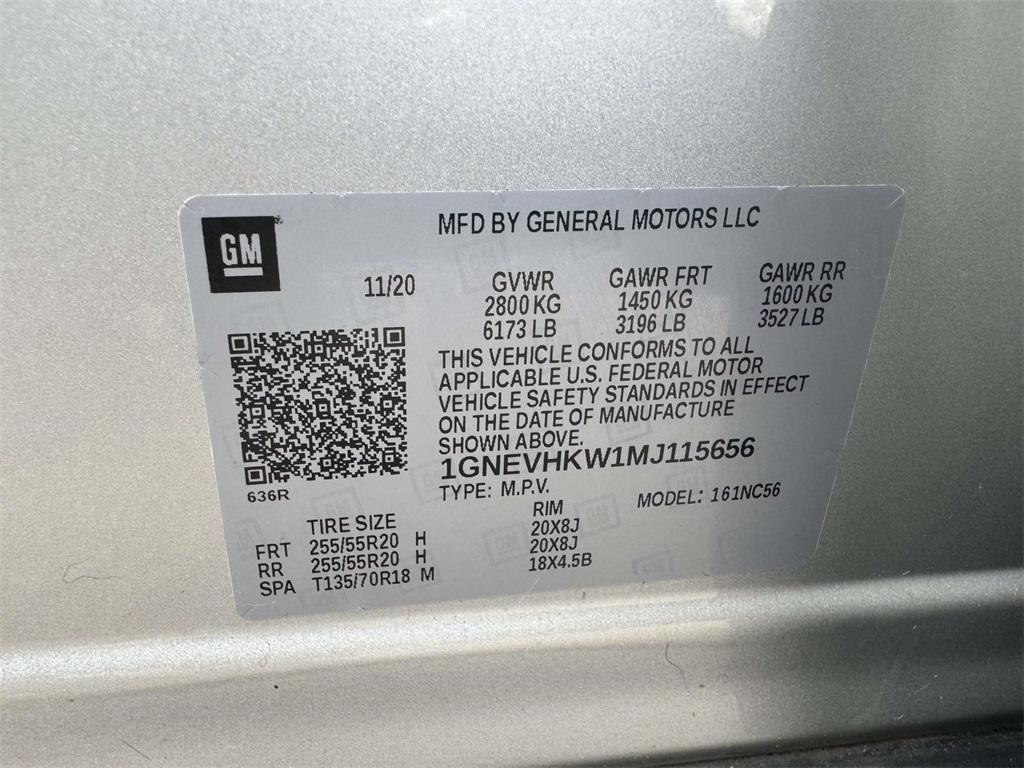 GM
MFD BY GENERAL MOTORS LLC
11/20
GVWR GAWR FRT GAWR RR
2800 KG 1450 KG 1600 KG
6173 LB 3196 LB 3527 LB
THIS VEHICLE CONFORMS TO ALL
APPLICABLE U.S. FEDERAL MOTOR
VEHICLE SAFETY STANDARDS IN EFFECT
ON THE DATE OF MANUFACTURE
SHOWN ABOVE.
1GNEVHKW1MJ115656
636R
TYPE: M.P.V. MODEL: 161NC56
TIRE SIZE RIM
FRT 255/55R20 H 20X8J
RR 255/55R20 H 20X8J
SPA T135/70R18 M 18X4.5B